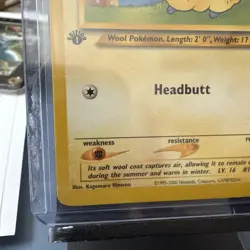 Wool Pokémon. Length: 2' 0", Weight: 17
Headbutt
weakness
resistance
Its soft wool coat captures air, allowing it to remain
during the summer and warm in winter. LV. 16
Illus. Kagemaru Himeno
©1995-2000 Nintendo, Creatures, GAMEFREAK